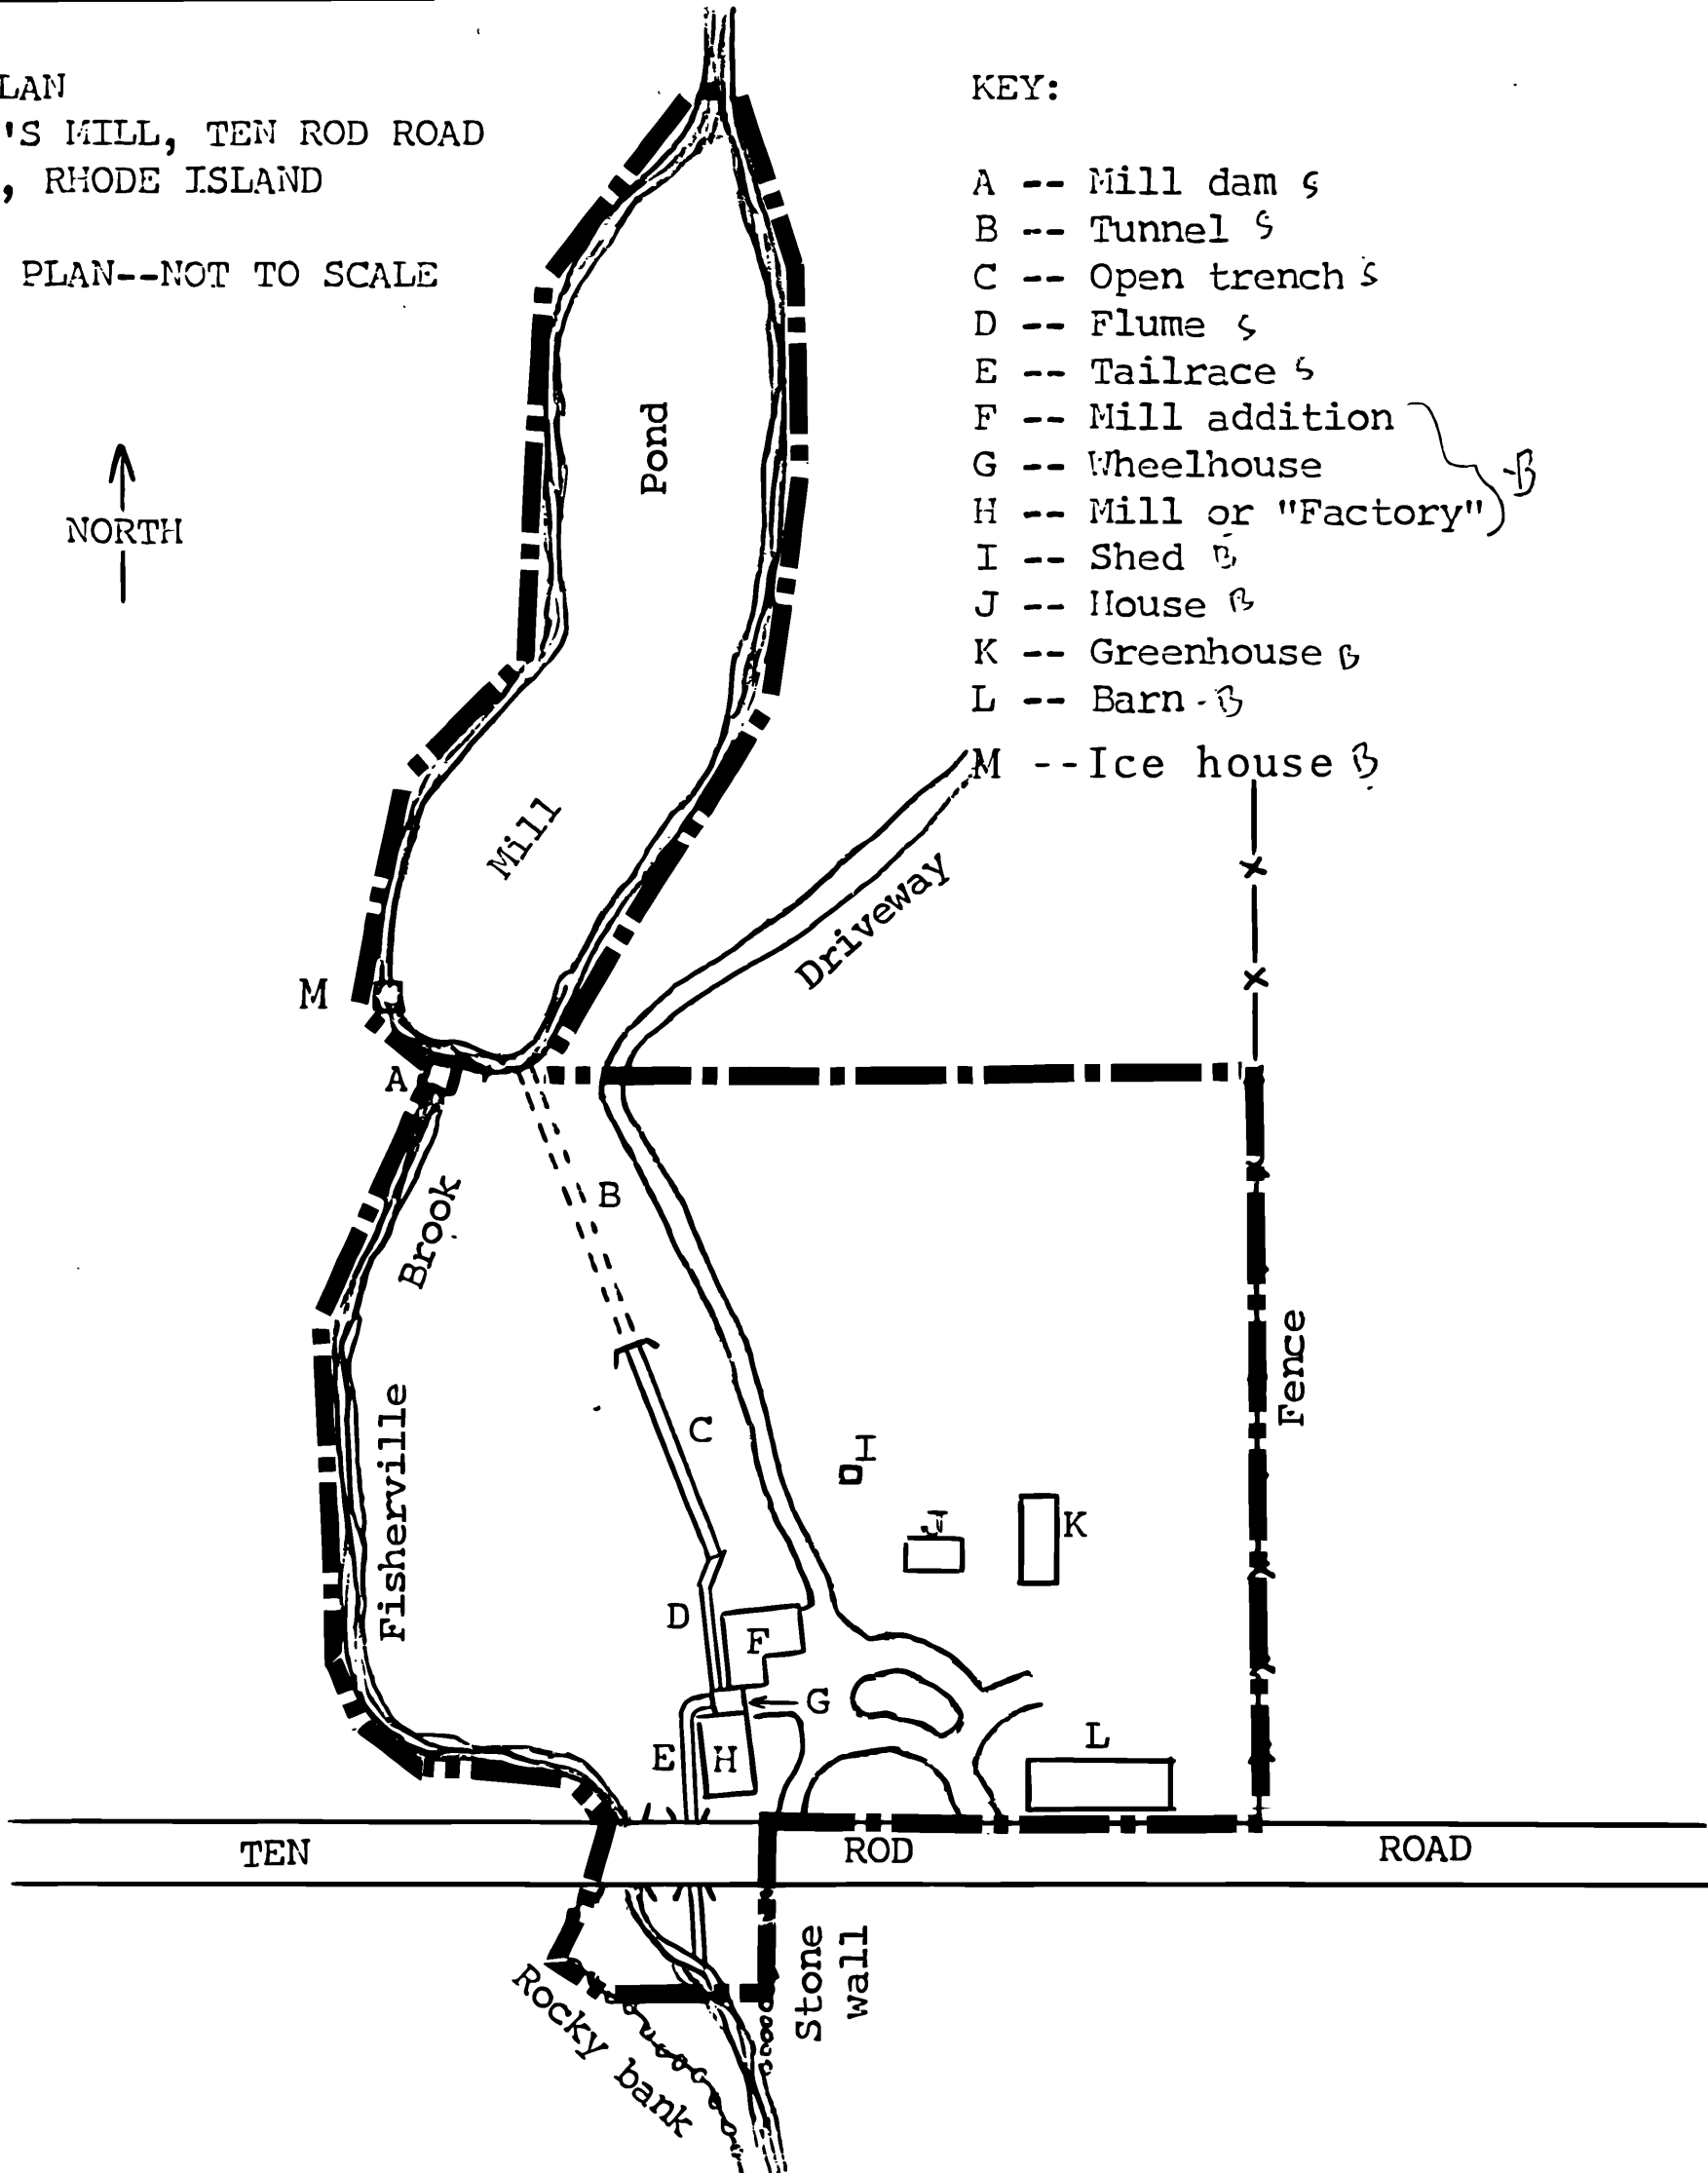 LAN
'S MILL, TEN ROD ROAD
, RHODE ISLAND
PLAN--NOT TO SCALE
NORTH
KEY:
A -- Mill dam S
B -- Tunnel S
C -- Open trench S
D -- Flume S
E -- Tailrace S
F -- Mill addition
G -- Wheelhouse
H -- Mill or "Factory"
-B
I -- Shed B
J -- House B
K -- Greenhouse B
L -- Barn - B
M --Ice house B
Pond
Mill
Driveway
M
A
B
Brook
Fence
Fisherville
C
I
J
K
D
F
G
E
H
L
TEN
ROD
ROAD
Stone
wall
Rocky bank